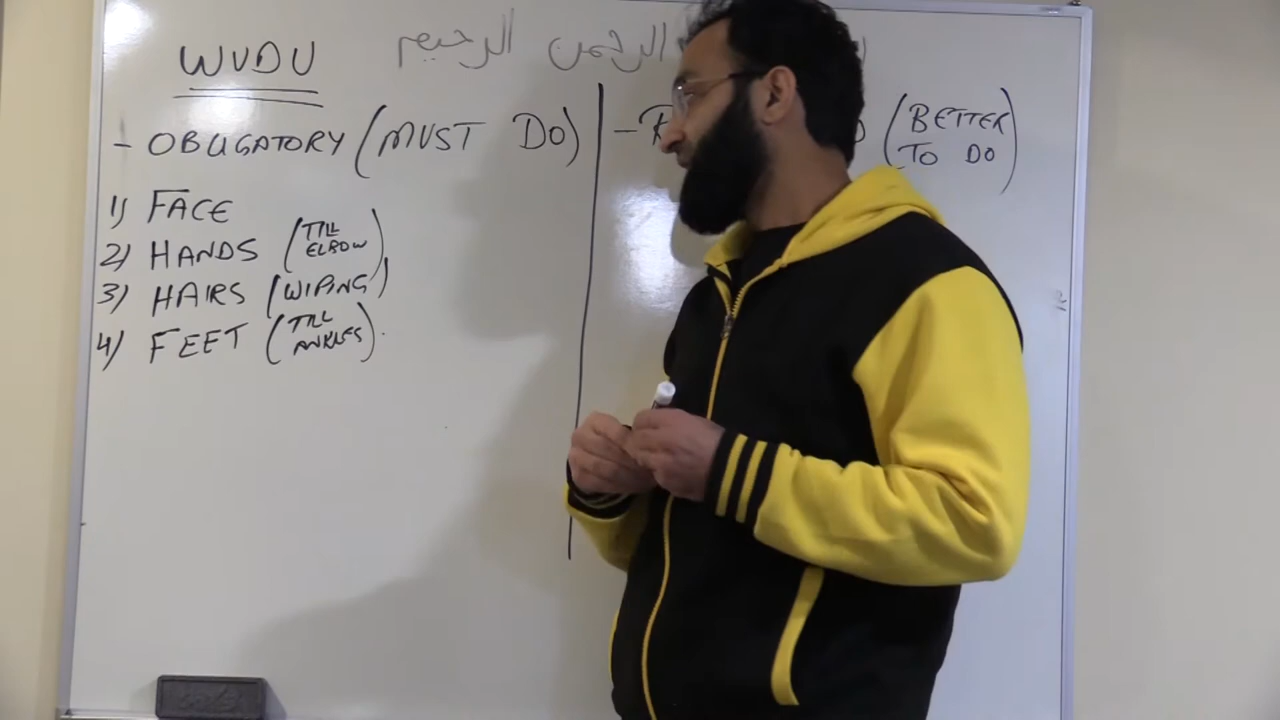 WUDU
الرحمن الرحيم
- OBLIGATORY (MUST DO)
1) FACE
2) HANDS (TILL ELBOW)
3) HAIRS (WIPING)
4) FEET (TILL ANKLES).
- R
(BETTER
TO DO)